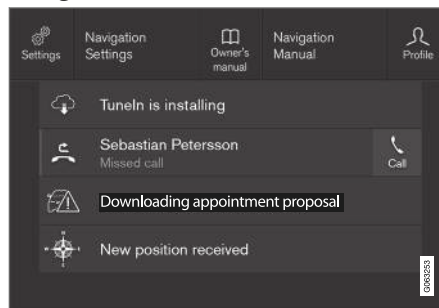 Settings
Navigation
Settings
Owner's
manual
Navigation
Manual
Profile
TuneIn is installing
Sebastian Petersson
Missed call
Call
Downloading appointment proposal
New position received
G063253